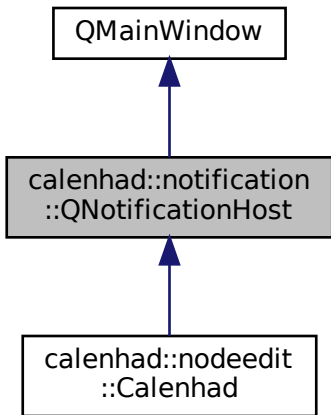 QMainWindow
calenhad::notification
::QNotificationHost
calenhad::nodeedit
::Calenhad